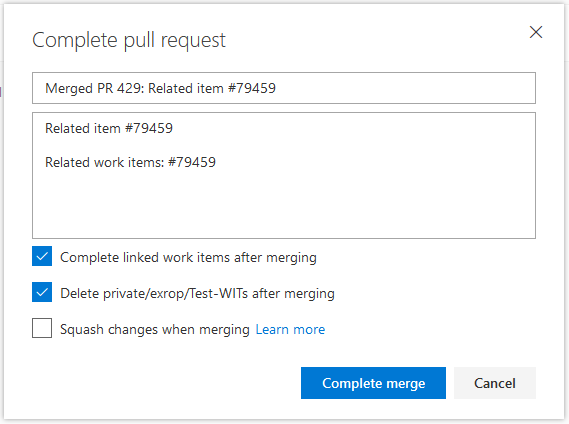 Complete pull request
Merged PR 429: Related item #79459
Related item #79459
Related work items: #79459
Complete linked work items after merging
Delete private/exrop/Test-WITs after merging
Squash changes when merging Learn more
Complete merge Cancel